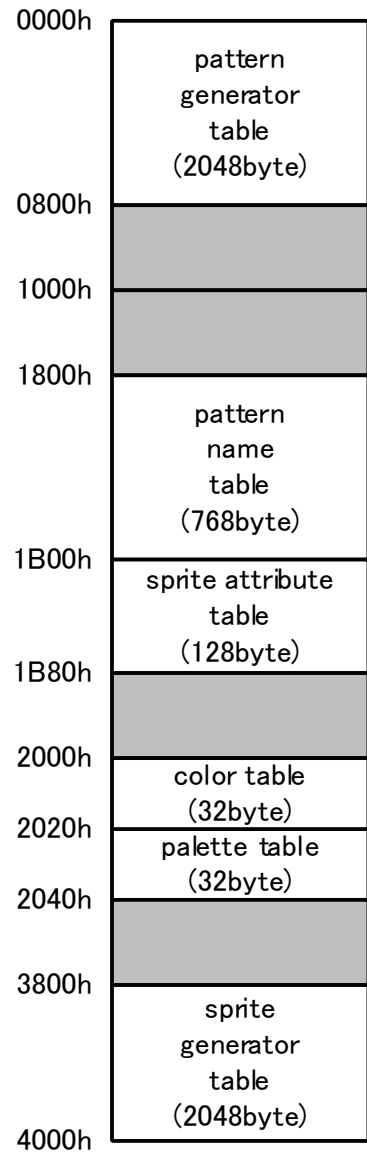 0000h
pattern
generator
table
(2048byte)
0800h
1000h
1800h
pattern
name
table
(768byte)
1B00h
sprite attribute
table
(128byte)
1B80h
2000h
color table
(32byte)
2020h
palette table
(32byte)
2040h
3800h
sprite
generator
table
(2048byte)
4000h